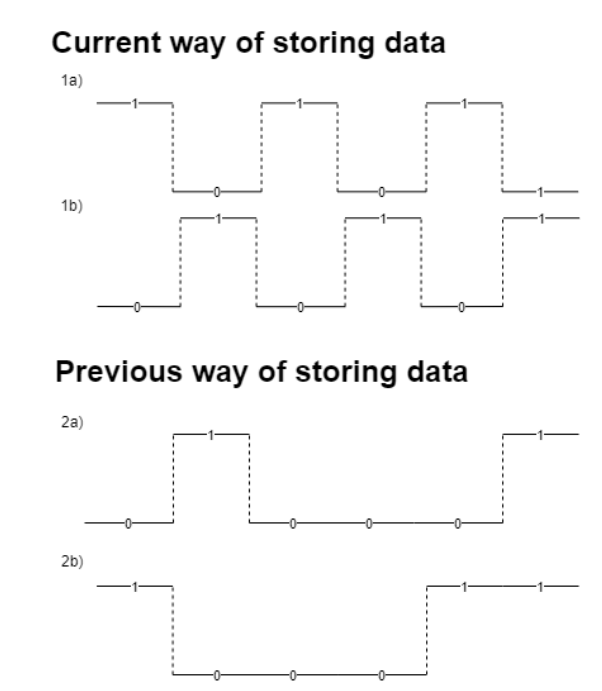 Current way of storing data
1a)
1 1 1
0 0 1
1b)
1 1 1
0 0 0
Previous way of storing data
2a)
1 1
0 0 0 0
2b)
1 1 1
0 0 0